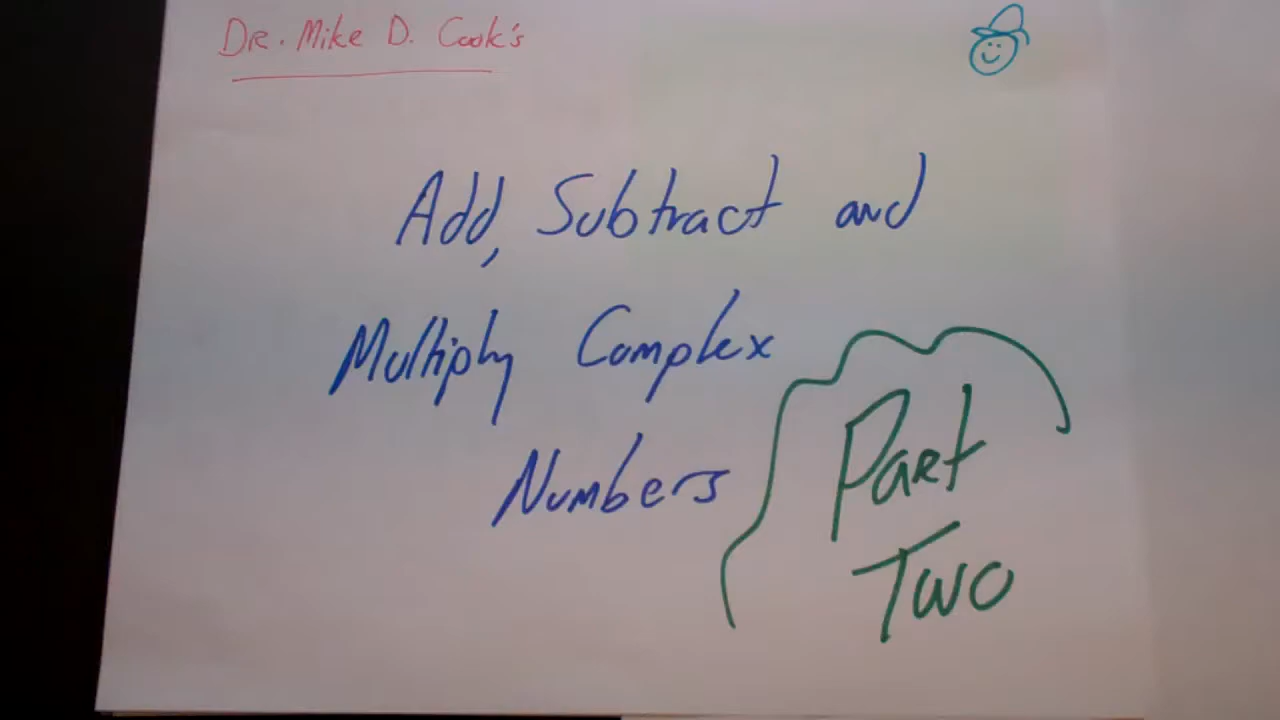 Dr. Mike D. Cook's
Add, Subtract and
Multiply Complex
Numbers
Part
Two